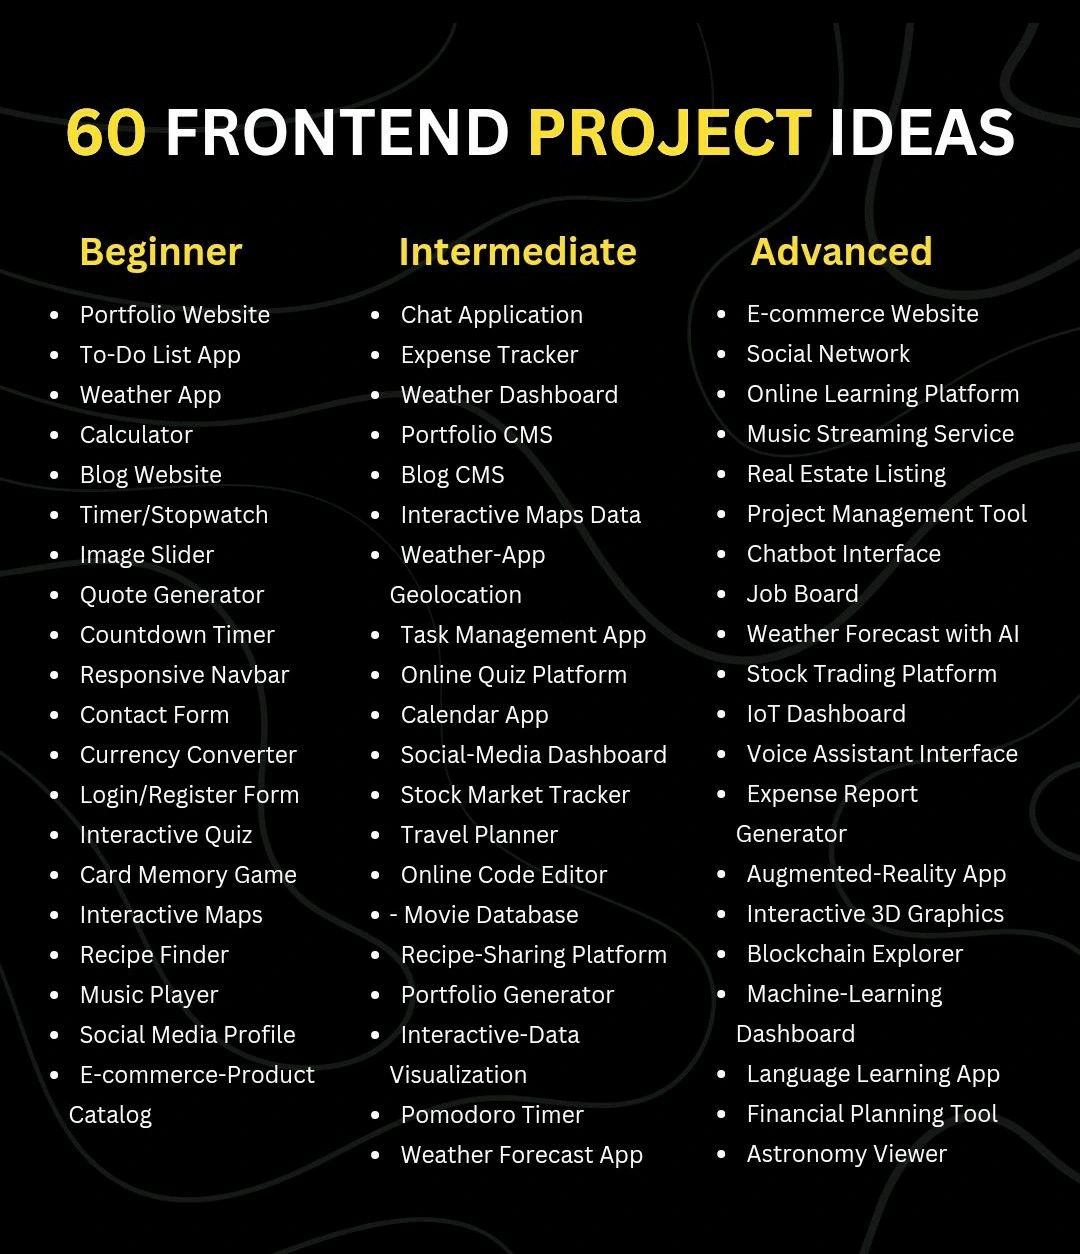 60 FRONTEND PROJECT IDEAS
Beginner
• Portfolio Website
• To-Do List App
• Weather App
• Calculator
• Blog Website
• Timer/Stopwatch
• Image Slider
• Quote Generator
• Countdown Timer
• Responsive Navbar
• Contact Form
• Currency Converter
• Login/Register Form
• Interactive Quiz
• Card Memory Game
• Interactive Maps
• Recipe Finder
• Music Player
• Social Media Profile
• E-commerce-Product
Catalog
Intermediate
• Chat Application
• Expense Tracker
• Weather Dashboard
• Portfolio CMS
• Blog CMS
• Interactive Maps Data
• Weather-App
Geolocation
• Task Management App
• Online Quiz Platform
• Calendar App
• Social-Media Dashboard
• Stock Market Tracker
• Travel Planner
• Online Code Editor
• - Movie Database
• Recipe-Sharing Platform
• Portfolio Generator
• Interactive-Data
Visualization
• Pomodoro Timer
• Weather Forecast App
Advanced
• E-commerce Website
• Social Network
• Online Learning Platform
• Music Streaming Service
• Real Estate Listing
• Project Management Tool
• Chatbot Interface
• Job Board
• Weather Forecast with AI
• Stock Trading Platform
• IoT Dashboard
• Voice Assistant Interface
• Expense Report
Generator
• Augmented-Reality App
• Interactive 3D Graphics
• Blockchain Explorer
• Machine-Learning
Dashboard
• Language Learning App
• Financial Planning Tool
• Astronomy Viewer